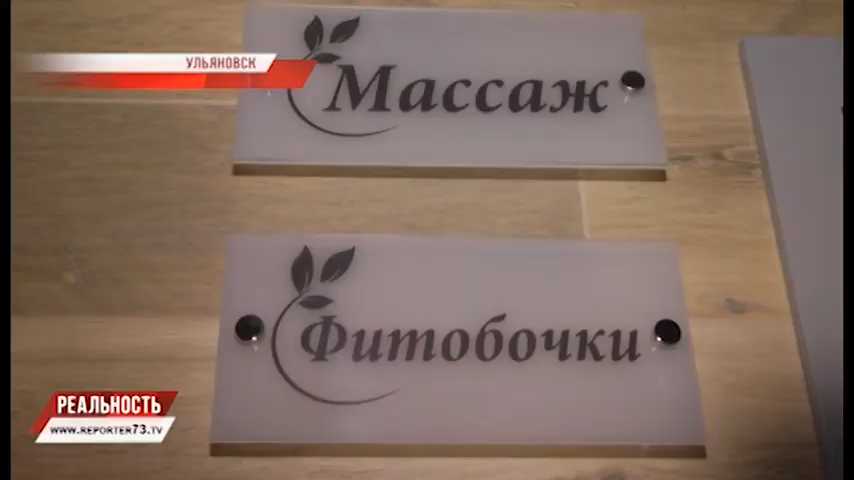 УЛЬЯНОВСК
Массаж
Фитобочки
РЕАЛЬНОСТЬ
WWW.REPORTER73.TV